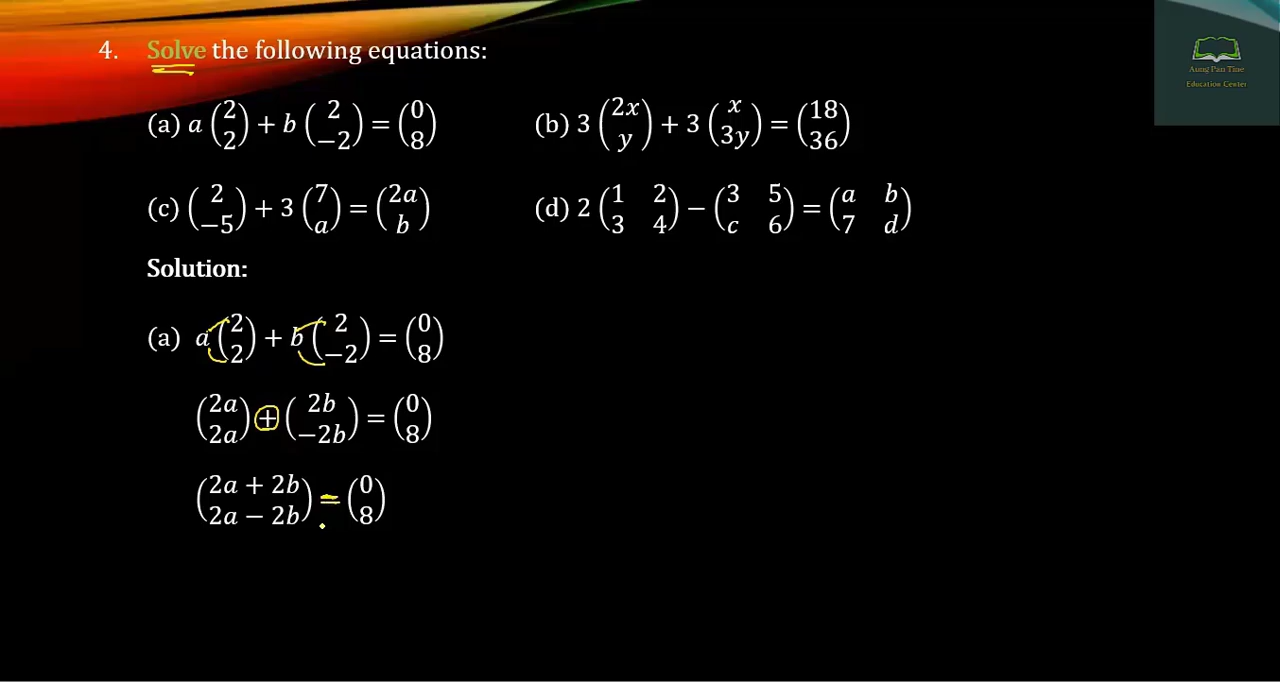 4. Solve the following equations:
(a) a (2 2) + b (2 −2) = (0 8) (b) 3 (2x y) + 3 (x 3y) = (18 36)
(c) (2 −5) + 3 (7 a) = (2a b) (d) 2 (1 2 3 4) − (3 5 c 6) = (a b 7 d)
Solution:
(a) a (2 2) + b (2 −2) = (0 8)
(2a 2a) + (2b −2b) = (0 8)
(2a + 2b 2a − 2b) = (0 8)
Aung Pan Tine
Education Center